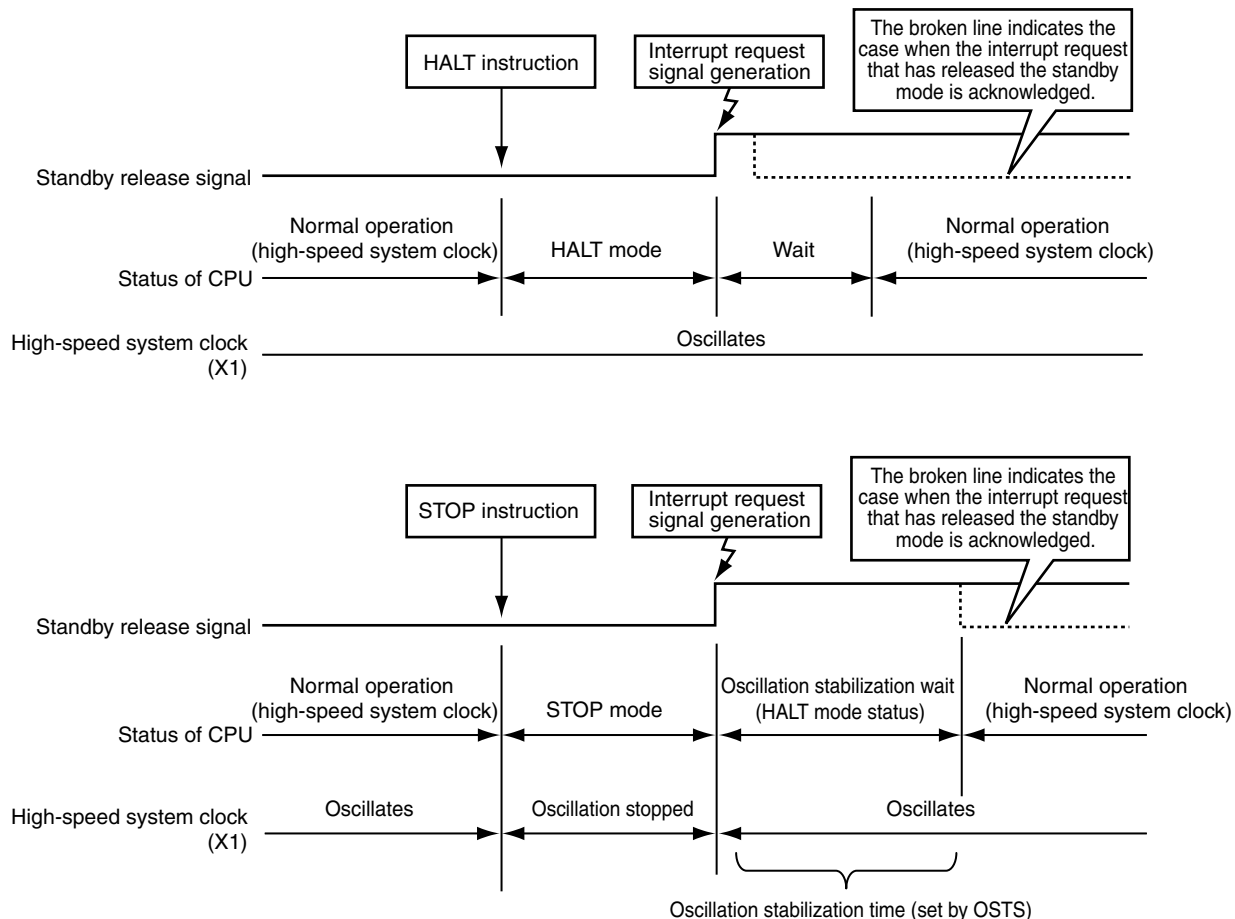 HALT instruction
Interrupt request
signal generation
The broken line indicates the
case when the interrupt request
that has released the standby
mode is acknowledged.
Standby release signal
Normal operation
(high-speed system clock)
HALT mode
Wait
Normal operation
(high-speed system clock)
Status of CPU
High-speed system clock
(X1)
Oscillates
STOP instruction
Interrupt request
signal generation
The broken line indicates the
case when the interrupt request
that has released the standby
mode is acknowledged.
Standby release signal
Normal operation
(high-speed system clock)
STOP mode
Oscillation stabilization wait
(HALT mode status)
Normal operation
(high-speed system clock)
Status of CPU
High-speed system clock
(X1)
Oscillates
Oscillation stopped
Oscillates
Oscillation stabilization time (set by OSTS)